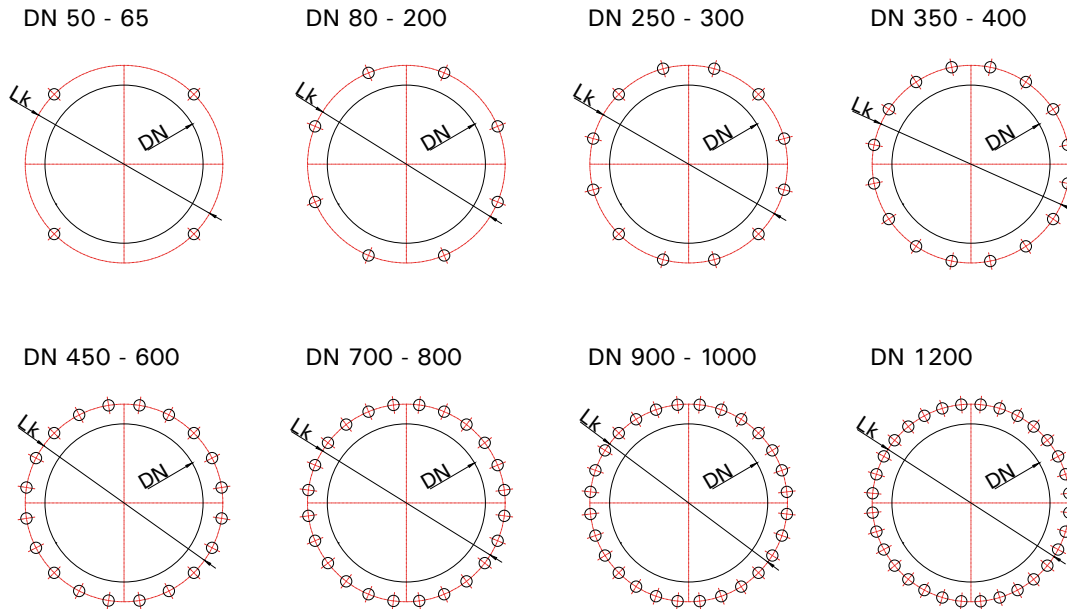 DN 50 - 65
DN 80 - 200
DN 250 - 300
DN 350 - 400
Lk
DN
Lk
DN
Lk
DN
Lk
DN
DN 450 - 600
DN 700 - 800
DN 900 - 1000
DN 1200
Lk
DN
Lk
DN
Lk
DN
Lk
DN